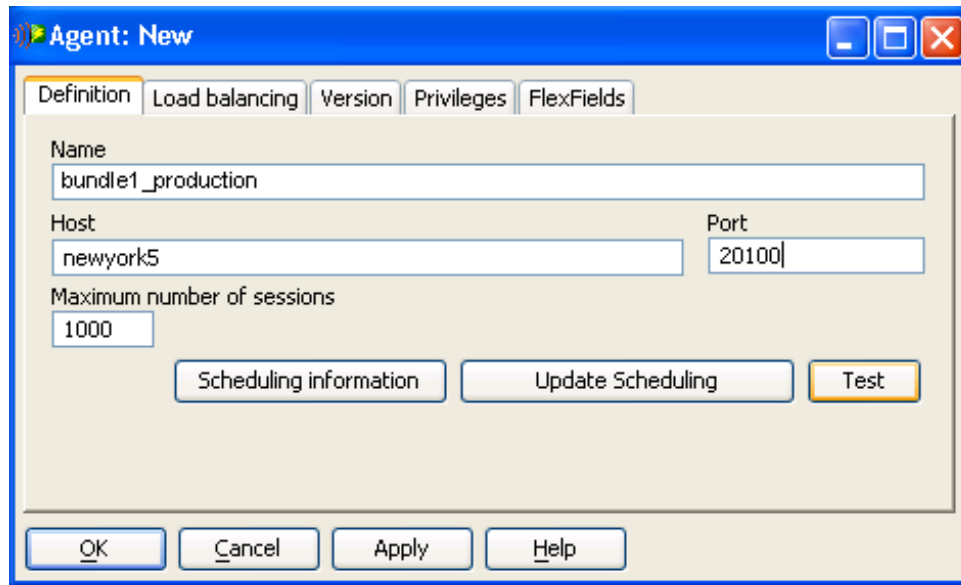 Agent: New
Definition Load balancing Version Privileges FlexFields
Name
bundle1_production
Host Port
newyork5 20100
Maximum number of sessions
1000
Scheduling information Update Scheduling Test
OK Cancel Apply Help